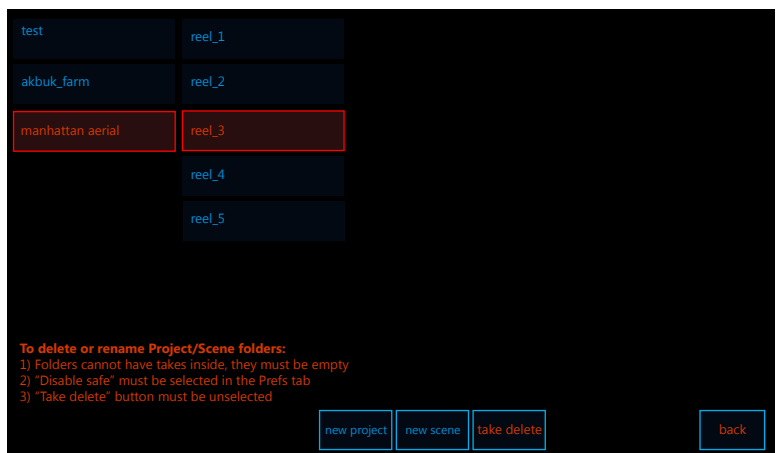 test
akbuk_farm
manhattan aerial
reel_1
reel_2
reel_3
reel_4
reel_5
To delete or rename Project/Scene folders:
1) Folders cannot have takes inside, they must be empty
2) "Disable safe" must be selected in the Prefs tab
3) "Take delete" button must be unselected
new project
new scene
take delete
back